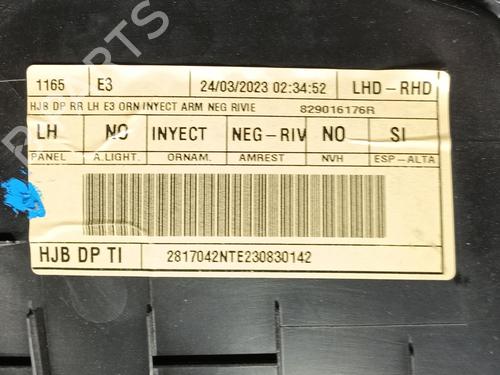 1165 E3 24/03/2023 02:34:52 LHD-RHD
HJB DP RR LH E3 ORN INYECT ARM NEG RIVIE 829016176R
LH NO INYECT NEG-RIV NO SI
PANEL A.LIGHT. ORNAM. AMREST NVH ESP-ALTA
HJB DP TI 2817042NTE230830142
PARTS